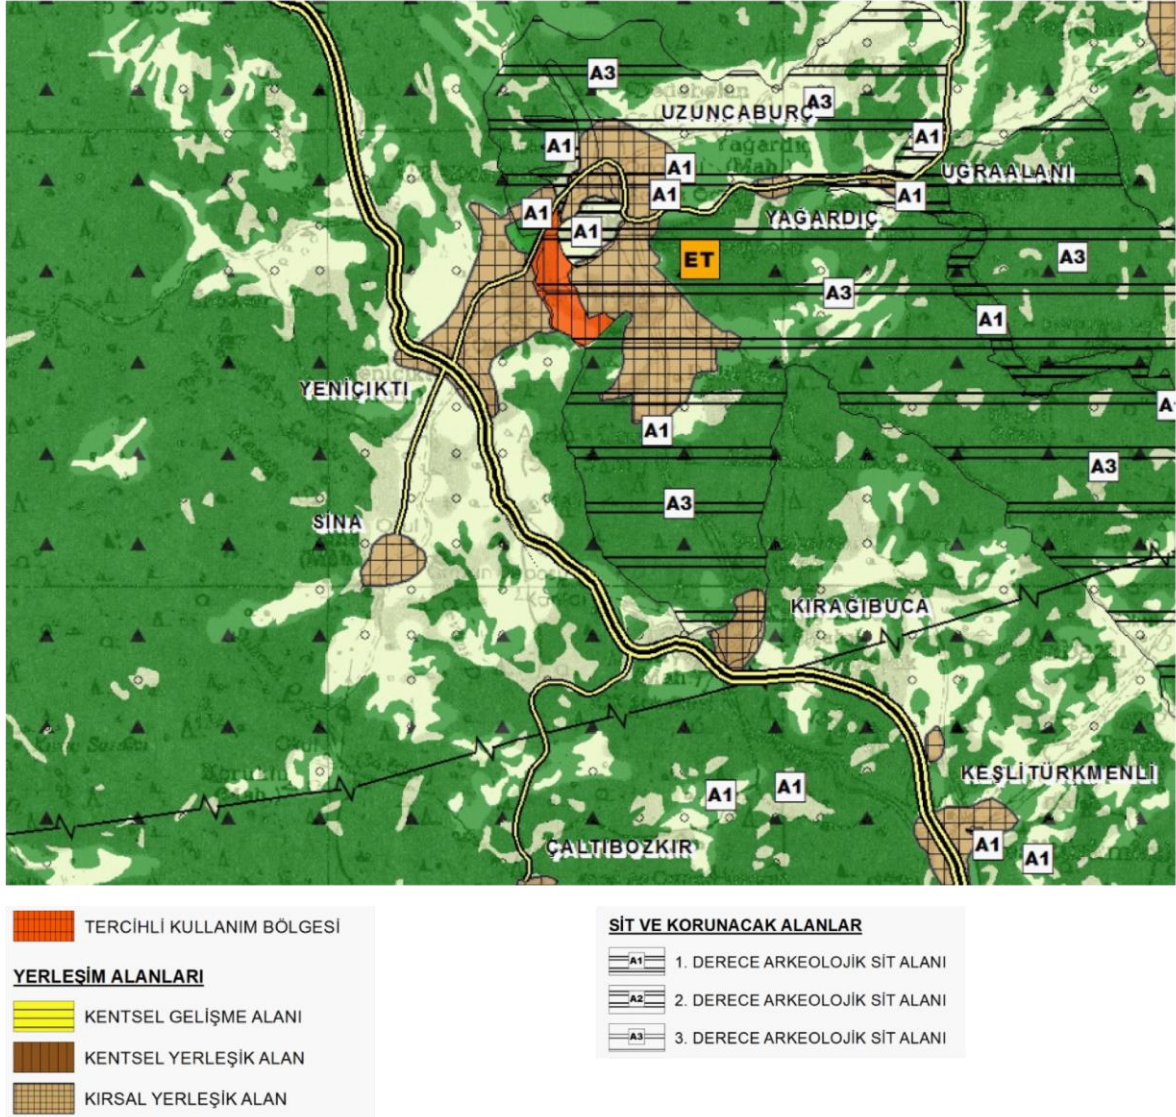 A3
A3
UZUNCABURÇ
A1
A1
A1
UĞRAALANI
A1
A1
A1
YAĞARDIÇ
A1
ET
A3
A3
A1
YENİÇIKTI
A1
A3
A3
SİNA
KIRAĞIBUCA
KEŞLİTÜRKMENLİ
A1
A1
A1
ÇALTIBOZKIR
A1
TERCİHLİ KULLANIM BÖLGESİ
YERLEŞİM ALANLARI
KENTSEL GELİŞME ALANI
KENTSEL YERLEŞİK ALAN
KIRSAL YERLEŞİK ALAN
SİT VE KORUNACAK ALANLAR
A1 1. DERECE ARKEOLOJİK SİT ALANI
A2 2. DERECE ARKEOLOJİK SİT ALANI
A3 3. DERECE ARKEOLOJİK SİT ALANI